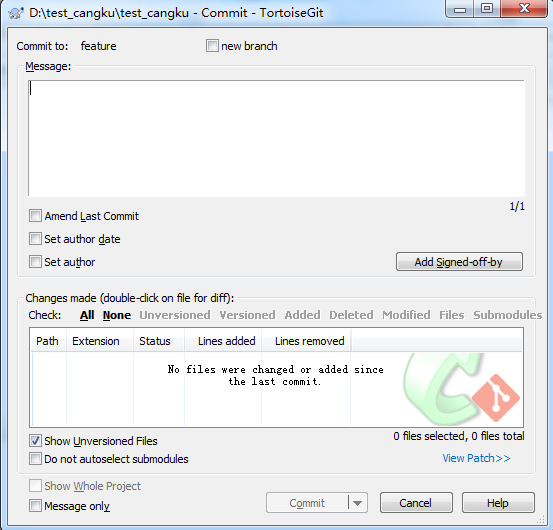 D:\test_cangku\test_cangku - Commit - TortoiseGit
Commit to: feature new branch
Message:
1/1
Amend Last Commit
Set author date
Set author
Add Signed-off-by
Changes made (double-click on file for diff):
Check: All None Unversioned Versioned Added Deleted Modified Files Submodules
Path Extension Status Lines added Lines removed
No files were changed or added since
the last commit.
Show Unversioned Files
0 files selected, 0 files total
Do not autoselect submodules
View Patch>>
Show Whole Project
Message only
Commit Cancel Help